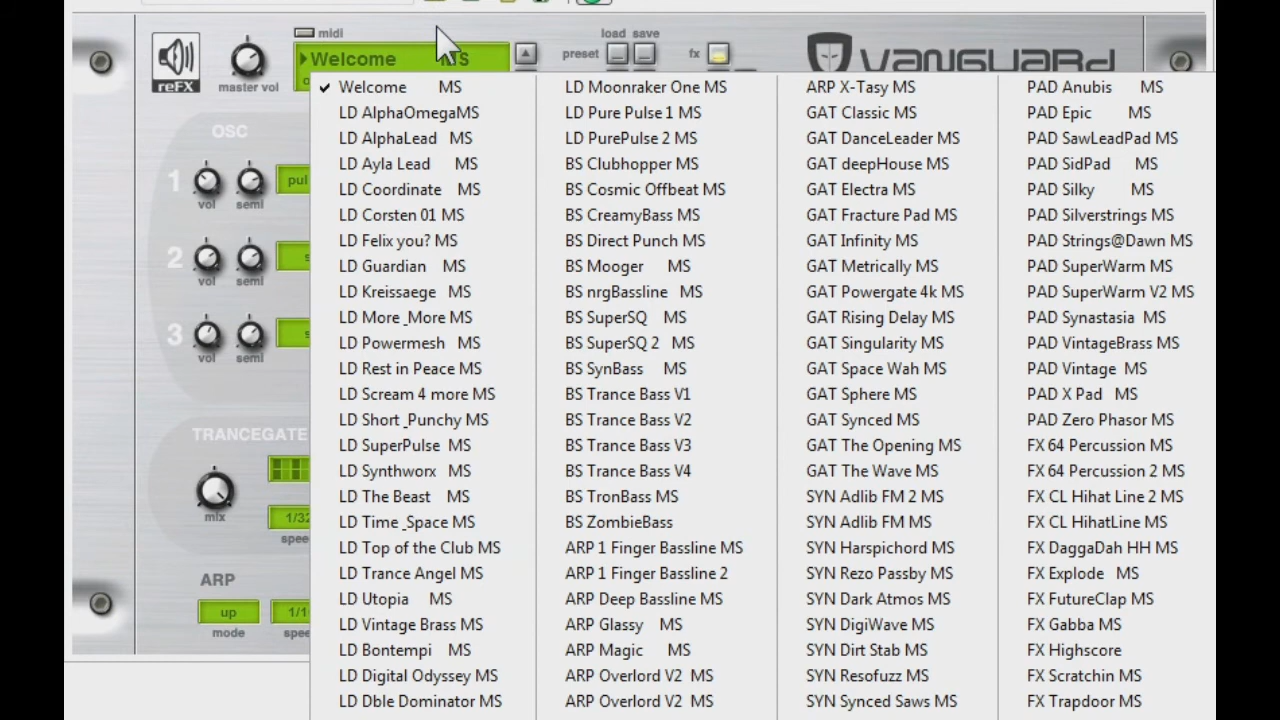 midi
load save
Welcome MS
preset
fx
VANGUARD
reFX
master vol
OSC
1
pul
vol semi
2
s
vol semi
3
s
vol semi
TRANCEGATE
mix
1/32
speed
ARP
up
1/1
mode
Welcome MS
LD AlphaOmegaMS
LD AlphaLead MS
LD Ayla Lead MS
LD Coordinate MS
LD Corsten 01 MS
LD Felix you? MS
LD Guardian MS
LD Kreissaege MS
LD More _More MS
LD Powermesh MS
LD Rest in Peace MS
LD Scream 4 more MS
LD Short _Punchy MS
LD SuperPulse MS
LD Synthworx MS
LD The Beast MS
LD Time _Space MS
LD Top of the Club MS
LD Trance Angel MS
LD Utopia MS
LD Vintage Brass MS
LD Bontempi MS
LD Digital Odyssey MS
LD Dble Dominator MS
LD Moonraker One MS
LD Pure Pulse 1 MS
LD PurePulse 2 MS
BS Clubhopper MS
BS Cosmic Offbeat MS
BS CreamyBass MS
BS Direct Punch MS
BS Mooger MS
BS nrgBassline MS
BS SuperSQ MS
BS SuperSQ 2 MS
BS SynBass MS
BS Trance Bass V1
BS Trance Bass V2
BS Trance Bass V3
BS Trance Bass V4
BS TronBass MS
BS ZombieBass
ARP 1 Finger Bassline MS
ARP 1 Finger Bassline 2
ARP Deep Bassline MS
ARP Glassy MS
ARP Magic MS
ARP Overlord V2 MS
ARP Overlord V2 MS
ARP X-Tasy MS
GAT Classic MS
GAT DanceLeader MS
GAT deepHouse MS
GAT Electra MS
GAT Fracture Pad MS
GAT Infinity MS
GAT Metrically MS
GAT Powergate 4k MS
GAT Rising Delay MS
GAT Singularity MS
GAT Space Wah MS
GAT Sphere MS
GAT Synced MS
GAT The Opening MS
GAT The Wave MS
SYN Adlib FM 2 MS
SYN Adlib FM MS
SYN Harspichord MS
SYN Rezo Passby MS
SYN Dark Atmos MS
SYN DigiWave MS
SYN Dirt Stab MS
SYN Resofuzz MS
SYN Synced Saws MS
PAD Anubis MS
PAD Epic MS
PAD SawLeadPad MS
PAD SidPad MS
PAD Silky MS
PAD Silverstrings MS
PAD Strings@Dawn MS
PAD SuperWarm MS
PAD SuperWarm V2 MS
PAD Synastasia MS
PAD VintageBrass MS
PAD Vintage MS
PAD X Pad MS
PAD Zero Phasor MS
FX 64 Percussion MS
FX 64 Percussion 2 MS
FX CL Hihat Line 2 MS
FX CL HihatLine MS
FX DaggaDah HH MS
FX Explode MS
FX FutureClap MS
FX Gabba MS
FX Highscore
FX Scratchin MS
FX Trapdoor MS